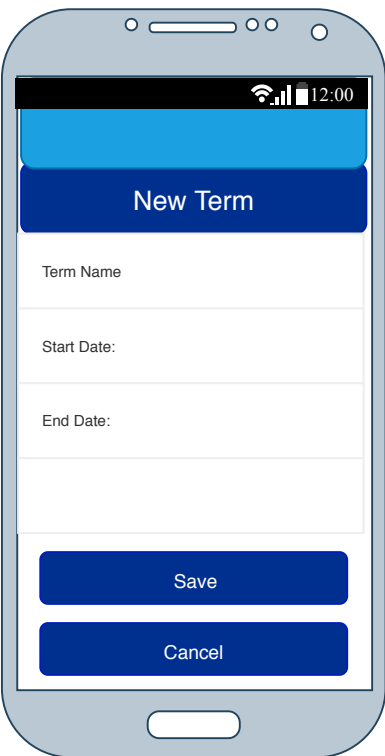 12:00
New Term
Term Name
Start Date:
End Date:
Save
Cancel